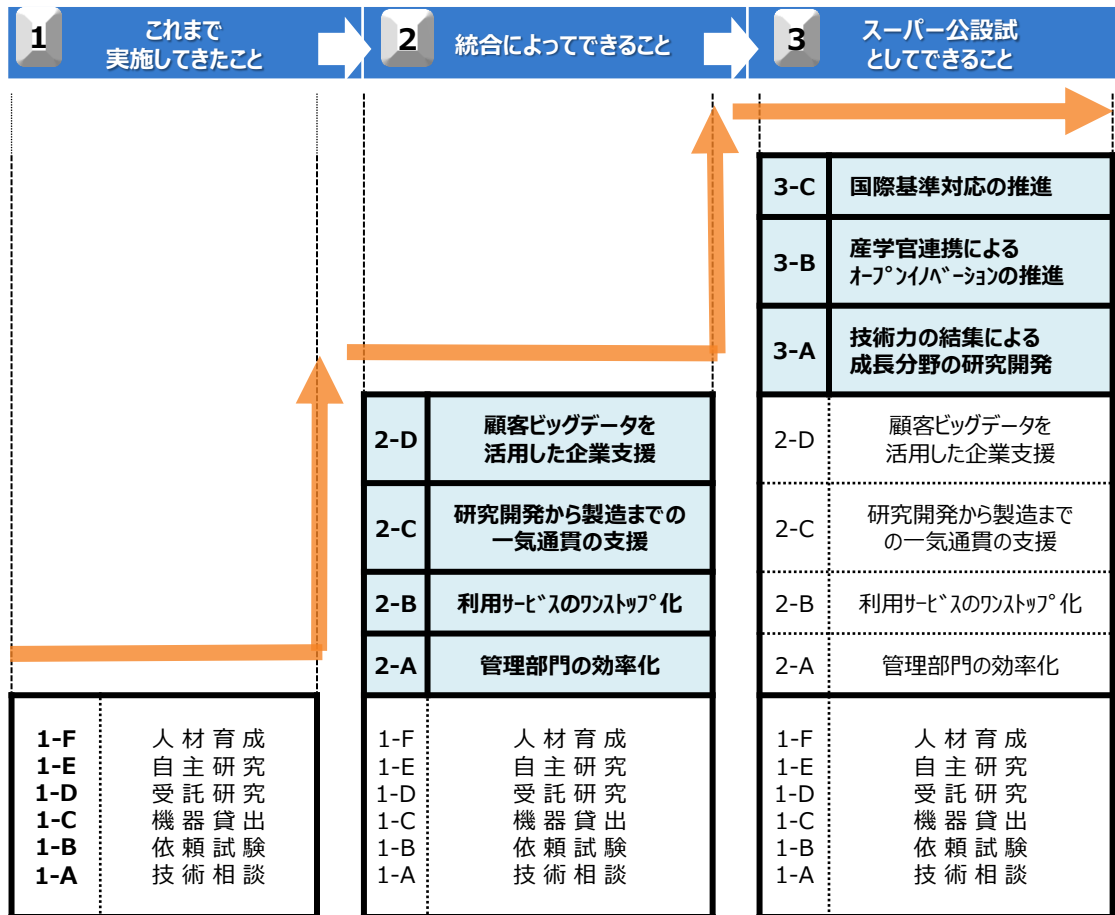 1
これまで
実施してきたこと
2
統合によってできること
3
スーパー公設試
としてできること
1-F 人材育成
1-E 自主研究
1-D 受託研究
1-C 機器貸出
1-B 依頼試験
1-A 技術相談
2-D
顧客ビッグデータを
活用した企業支援
2-C
研究開発から製造までの
一気通貫の支援
2-B 利用ｻｰﾋﾞｽのﾜﾝｽﾄｯﾌﾟ化
2-A 管理部門の効率化
1-F 人材育成
1-E 自主研究
1-D 受託研究
1-C 機器貸出
1-B 依頼試験
1-A 技術相談
3-C 国際基準対応の推進
3-B
産学官連携による
ｵｰﾌﾟﾝｲﾉﾍﾞｰｼｮﾝの推進
3-A
技術力の結集による
成長分野の研究開発
2-D
顧客ビッグデータを
活用した企業支援
2-C
研究開発から製造まで
の一気通貫の支援
2-B 利用ｻｰﾋﾞｽのﾜﾝｽﾄｯﾌﾟ化
2-A 管理部門の効率化
1-F 人材育成
1-E 自主研究
1-D 受託研究
1-C 機器貸出
1-B 依頼試験
1-A 技術相談